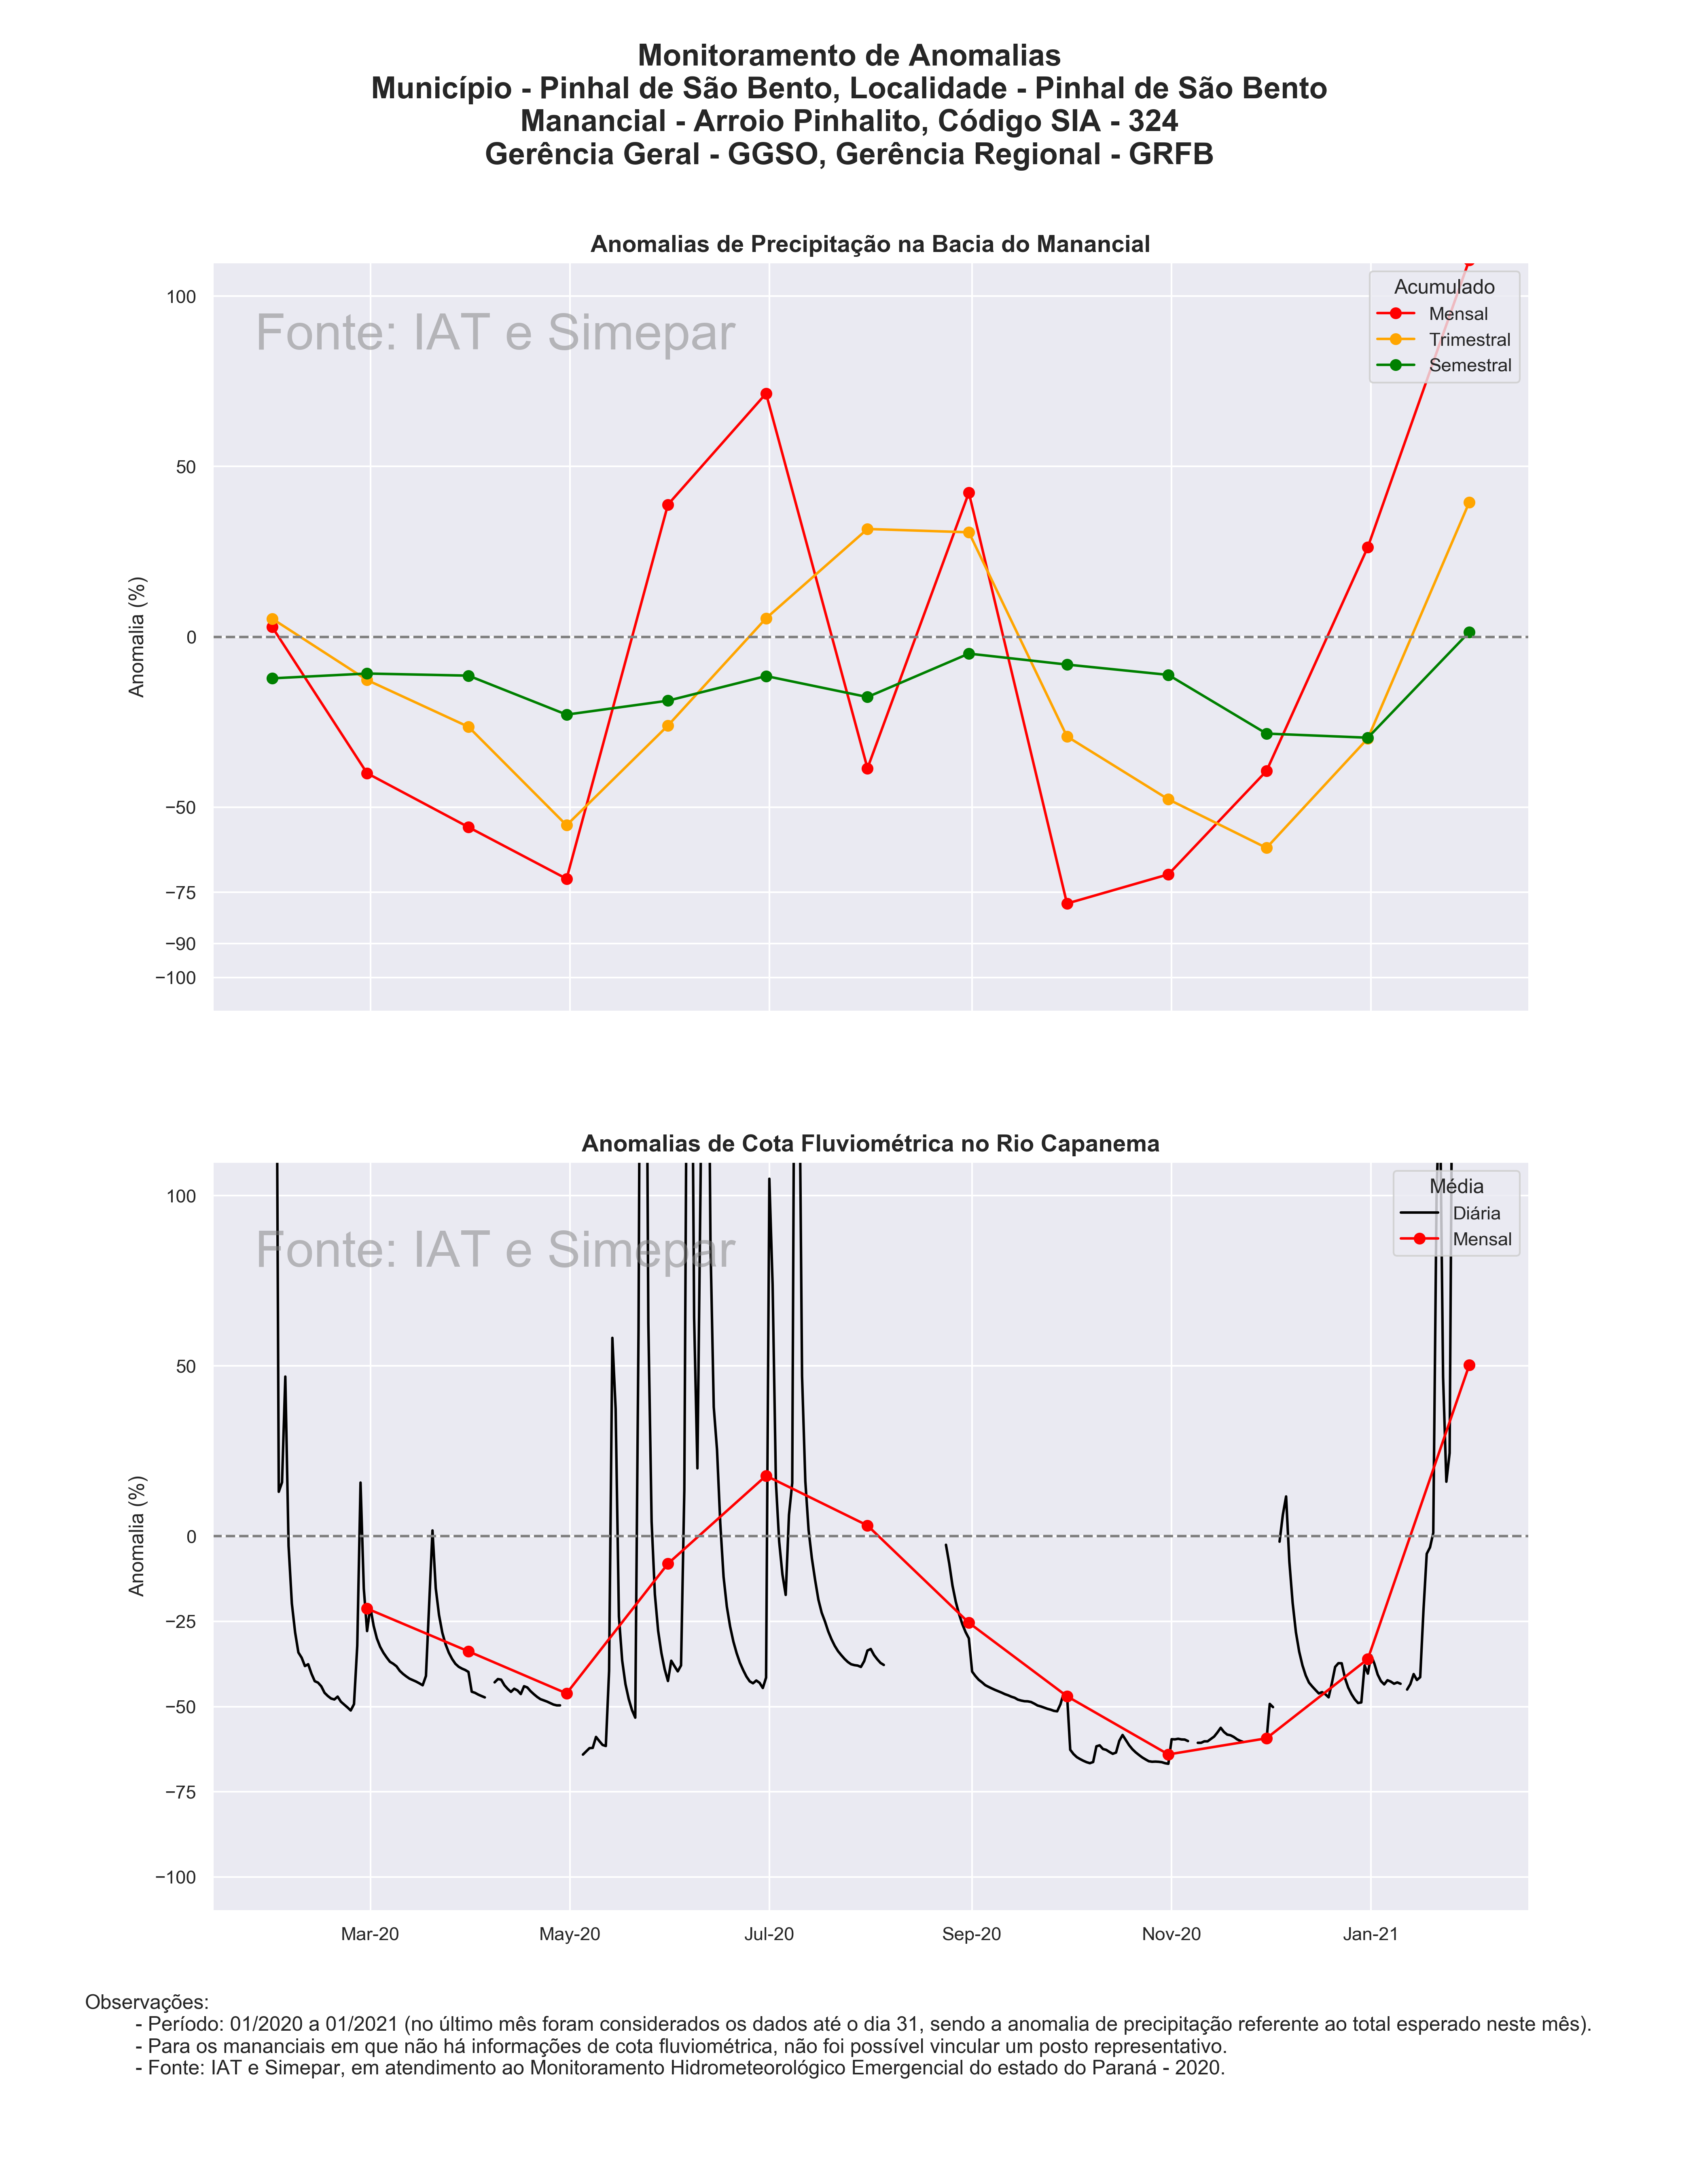 Monitoramento de Anomalias
Município - Pinhal de São Bento, Localidade - Pinhal de São Bento
Manancial - Arroio Pinhalito, Código SIA - 324
Gerência Geral - GGSO, Gerência Regional - GRFB
Anomalias de Precipitação na Bacia do Manancial
Fonte: IAT e Simepar
Acumulado
Mensal
Trimestral
Semestral
Anomalia (%)
100
50
0
−50
−75
−90
−100
Anomalias de Cota Fluviométrica no Rio Capanema
Fonte: IAT e Simepar
Média
Diária
Mensal
Anomalia (%)
100
50
0
−25
−50
−75
−100
Mar-20 May-20 Jul-20 Sep-20 Nov-20 Jan-21
Observações:
- Período: 01/2020 a 01/2021 (no último mês foram considerados os dados até o dia 31, sendo a anomalia de precipitação referente ao total esperado neste mês).
- Para os mananciais em que não há informações de cota fluviométrica, não foi possível vincular um posto representativo.
- Fonte: IAT e Simepar, em atendimento ao Monitoramento Hidrometeorológico Emergencial do estado do Paraná - 2020.